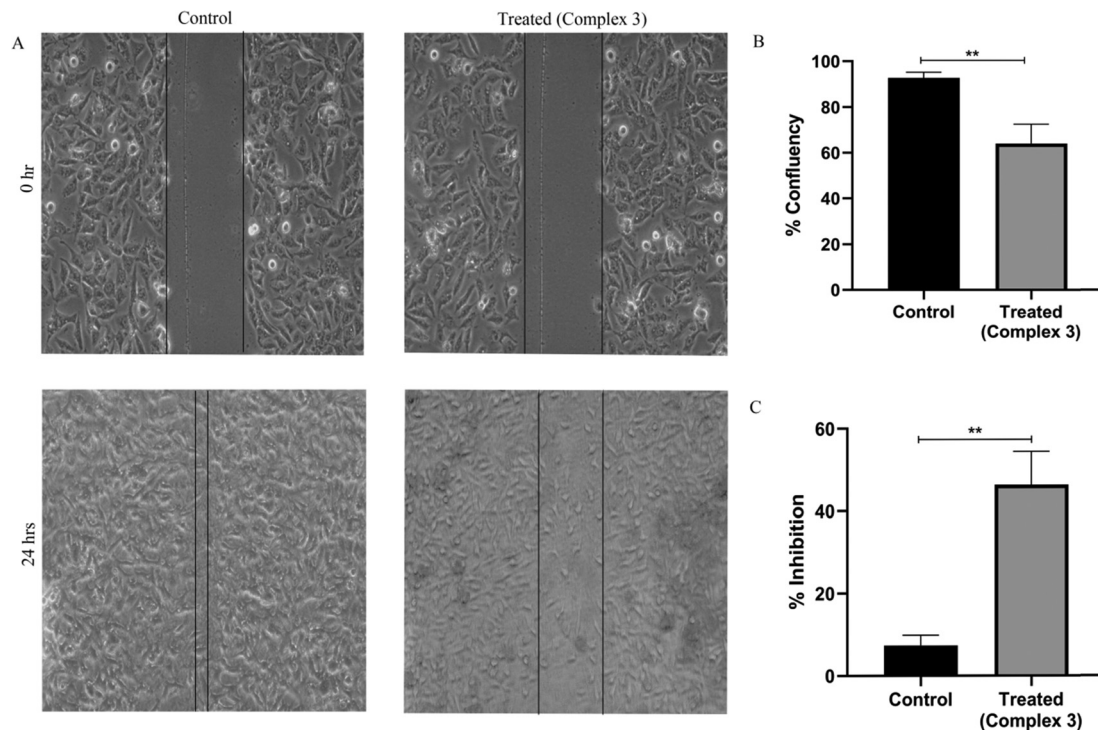 Control
Treated (Complex 3)
A
0 hr
24 hrs
B
**
% Confluency
100
80
60
40
20
0
Control
Treated
(Complex 3)
C
**
% Inhibition
60
40
20
0
Control
Treated
(Complex 3)